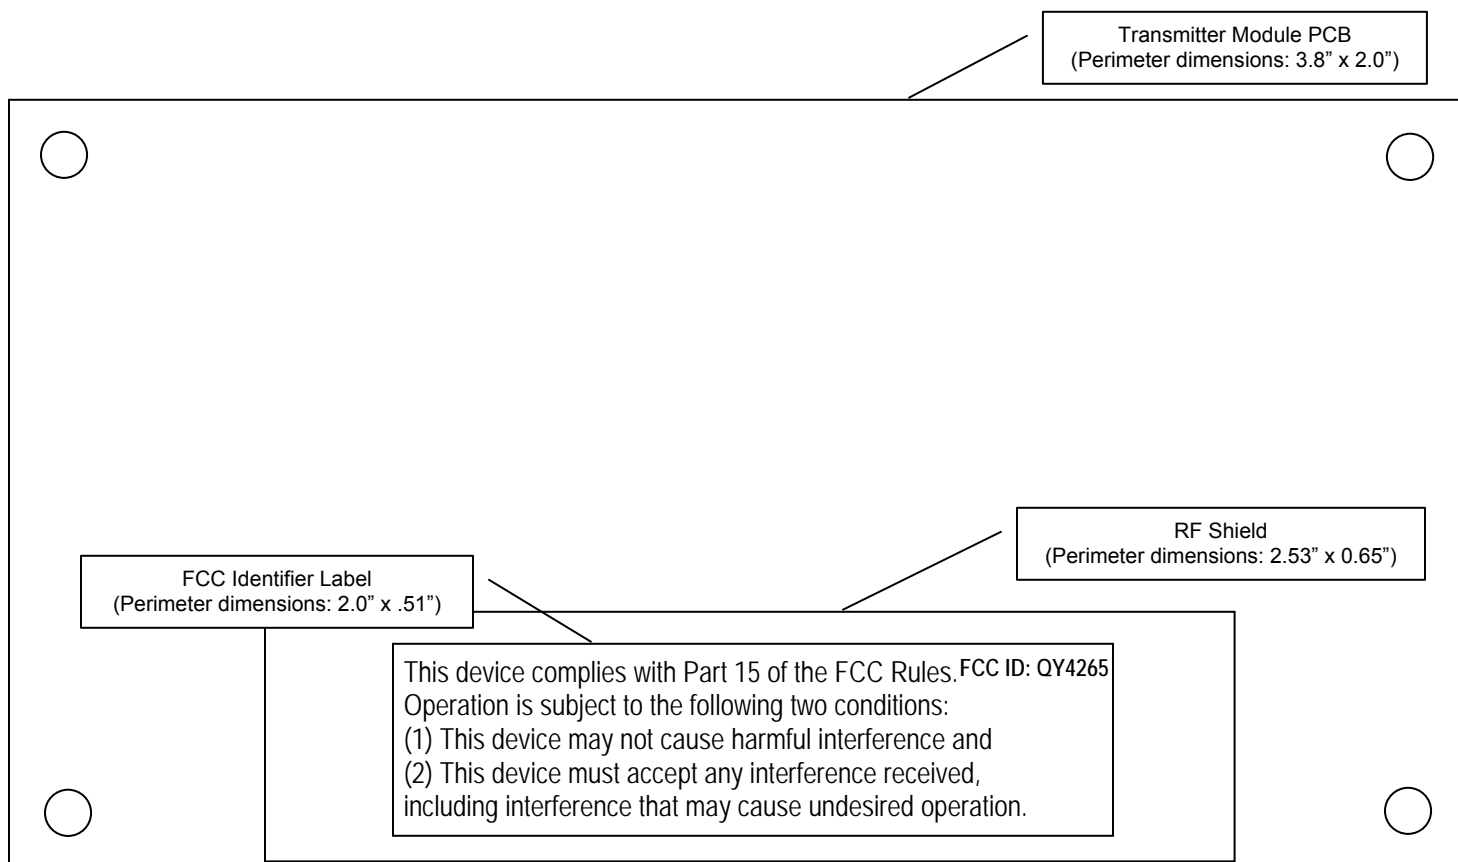 Transmitter Module PCB
(Perimeter dimensions: 3.8” x 2.0”)
RF Shield
(Perimeter dimensions: 2.53” x 0.65”)
FCC Identifier Label
(Perimeter dimensions: 2.0” x .51”)
This device complies with Part 15 of the FCC Rules. FCC ID: QY4265
Operation is subject to the following two conditions:
(1) This device may not cause harmful interference and
(2) This device must accept any interference received,
including interference that may cause undesired operation.